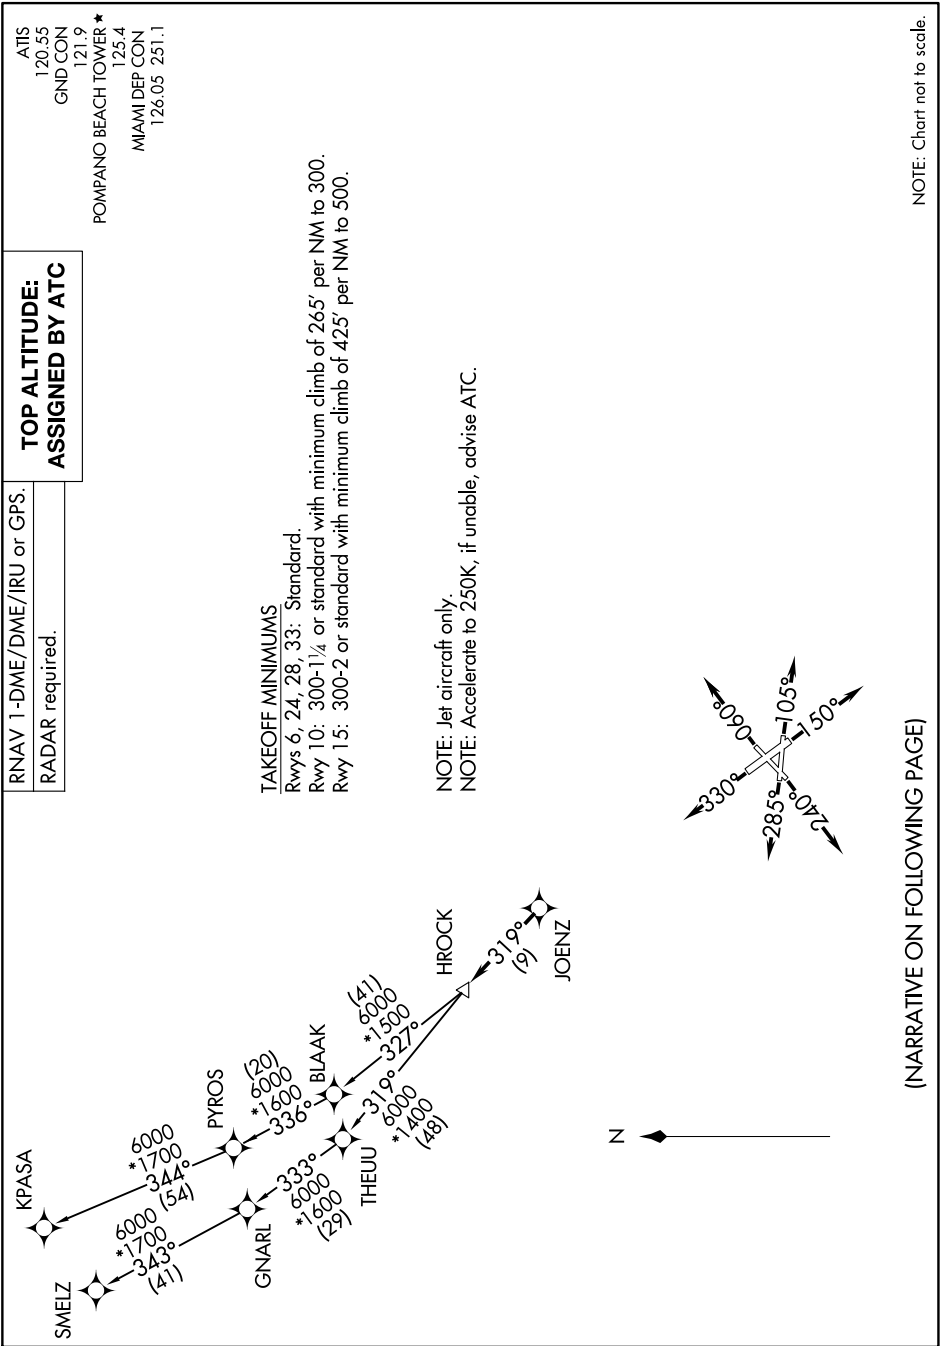 RNAV 1-DME/DME/IRU or GPS.
RADAR required.
TOP ALTITUDE:
ASSIGNED BY ATC
ATIS
120.55
GND CON
121.9
POMPANO BEACH TOWER★
125.4
MIAMI DEP CON
126.05 251.1
TAKEOFF MINIMUMS
Rwys 6, 24, 28, 33: Standard.
Rwy 10: 300-1¼ or standard with minimum climb of 265' per NM to 300.
Rwy 15: 300-2 or standard with minimum climb of 425' per NM to 500.
NOTE: Jet aircraft only.
NOTE: Accelerate to 250K, if unable, advise ATC.
KPASA
6000
*1700
344°
(54)
SMELZ
6000
*1700
343°
(41)
PYROS
(20)
6000
*1600
336°
GNARL
333°
6000
*1600
(29)
BLAAK
(41)
6000
*1500
327°
THEUU
319°
6000
*1400
(48)
HROCK
319°
(9)
JOENZ
330°
060°
285°
105°
240°
150°
N
(NARRATIVE ON FOLLOWING PAGE)
NOTE: Chart not to scale.